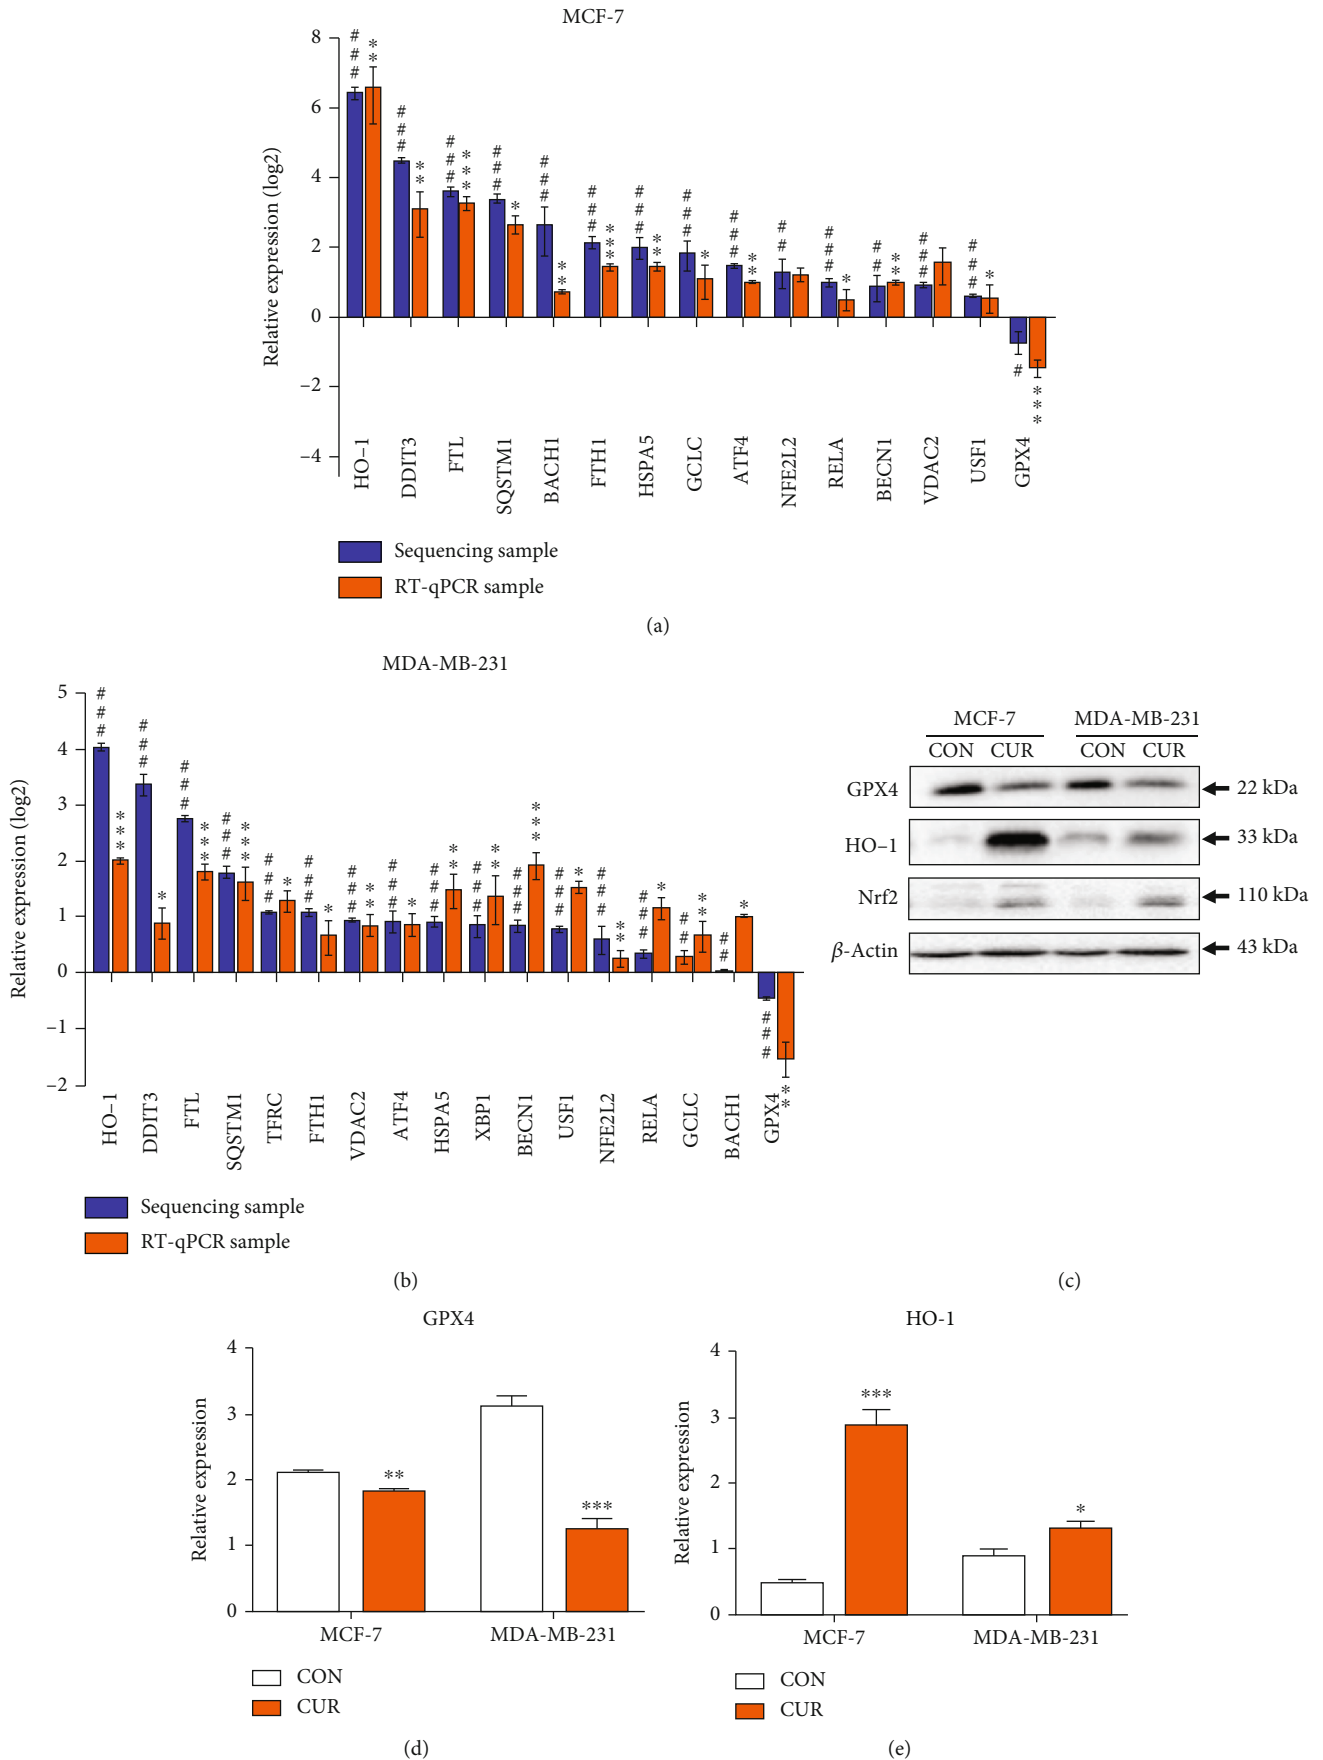 MCF-7
Relative expression (log2)
8
6
4
2
0
−2
−4
# # #
* *
# # #
* *
# # #
* * *
# # #
*
# # #
* *
# # #
* * *
# # #
* *
# # #
*
# # #
* *
# #
# # #
*
# #
* *
# # #
# # #
*
#
* * *
HO-1 DDIT3 FTL SQSTM1 BACH1 FTH1 HSPA5 GCLC ATF4 NFE2L2 RELA BECN1 VDAC2 USF1 GPX4
Sequencing sample
RT-qPCR sample
(a)
MDA-MB-231
Relative expression (log2)
5
4
3
2
1
0
−1
−2
# # #
* * *
# # #
*
# # #
* * *
# # #
* * *
# # #
*
# # #
*
# # #
* *
# # #
*
# # #
* *
# # #
* *
# # #
* * *
# # #
*
# # #
* *
# # #
*
# #
* *
# #
*
# # #
* *
HO-1 DDIT3 FTL SQSTM1 TFRC FTH1 VDAC2 ATF4 HSPA5 XBP1 BECN1 USF1 NFE2L2 RELA GCLC BACH1 GPX4
Sequencing sample
RT-qPCR sample
(b)
MCF-7 MDA-MB-231
CON CUR CON CUR
GPX4 22 kDa
HO-1 33 kDa
Nrf2 110 kDa
β-Actin 43 kDa
(c)
GPX4
Relative expression
4
3
2
1
0
**
***
MCF-7 MDA-MB-231
CON
CUR
(d)
HO-1
Relative expression
4
3
2
1
0
***
*
MCF-7 MDA-MB-231
CON
CUR
(e)